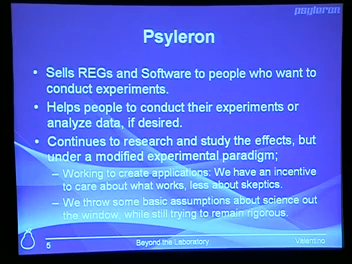 psyleron
Psyleron
• Sells REGs and Software to people who want to
conduct experiments.
• Helps people to conduct their experiments or
analyze data, if desired.
• Continues to research and study the effects, but
under a modified experimental paradigm;
– Working to create applications: We have an incentive
to care about what works, less about skeptics.
– We throw some basic assumptions about science out
the window, while still trying to remain rigorous.
5
Beyond the Laboratory
Valentino